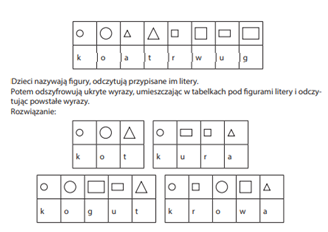 k o a t r w u g
Dzieci nazywają figury, odczytują przypisane im litery.
Potem odszyfrowują ukryte wyrazy, umieszczając w tabelkach pod figurami litery i odczy-
tując powstałe wyrazy.
Rozwiązanie:
k o t k u r a
k o g u t k r o w a